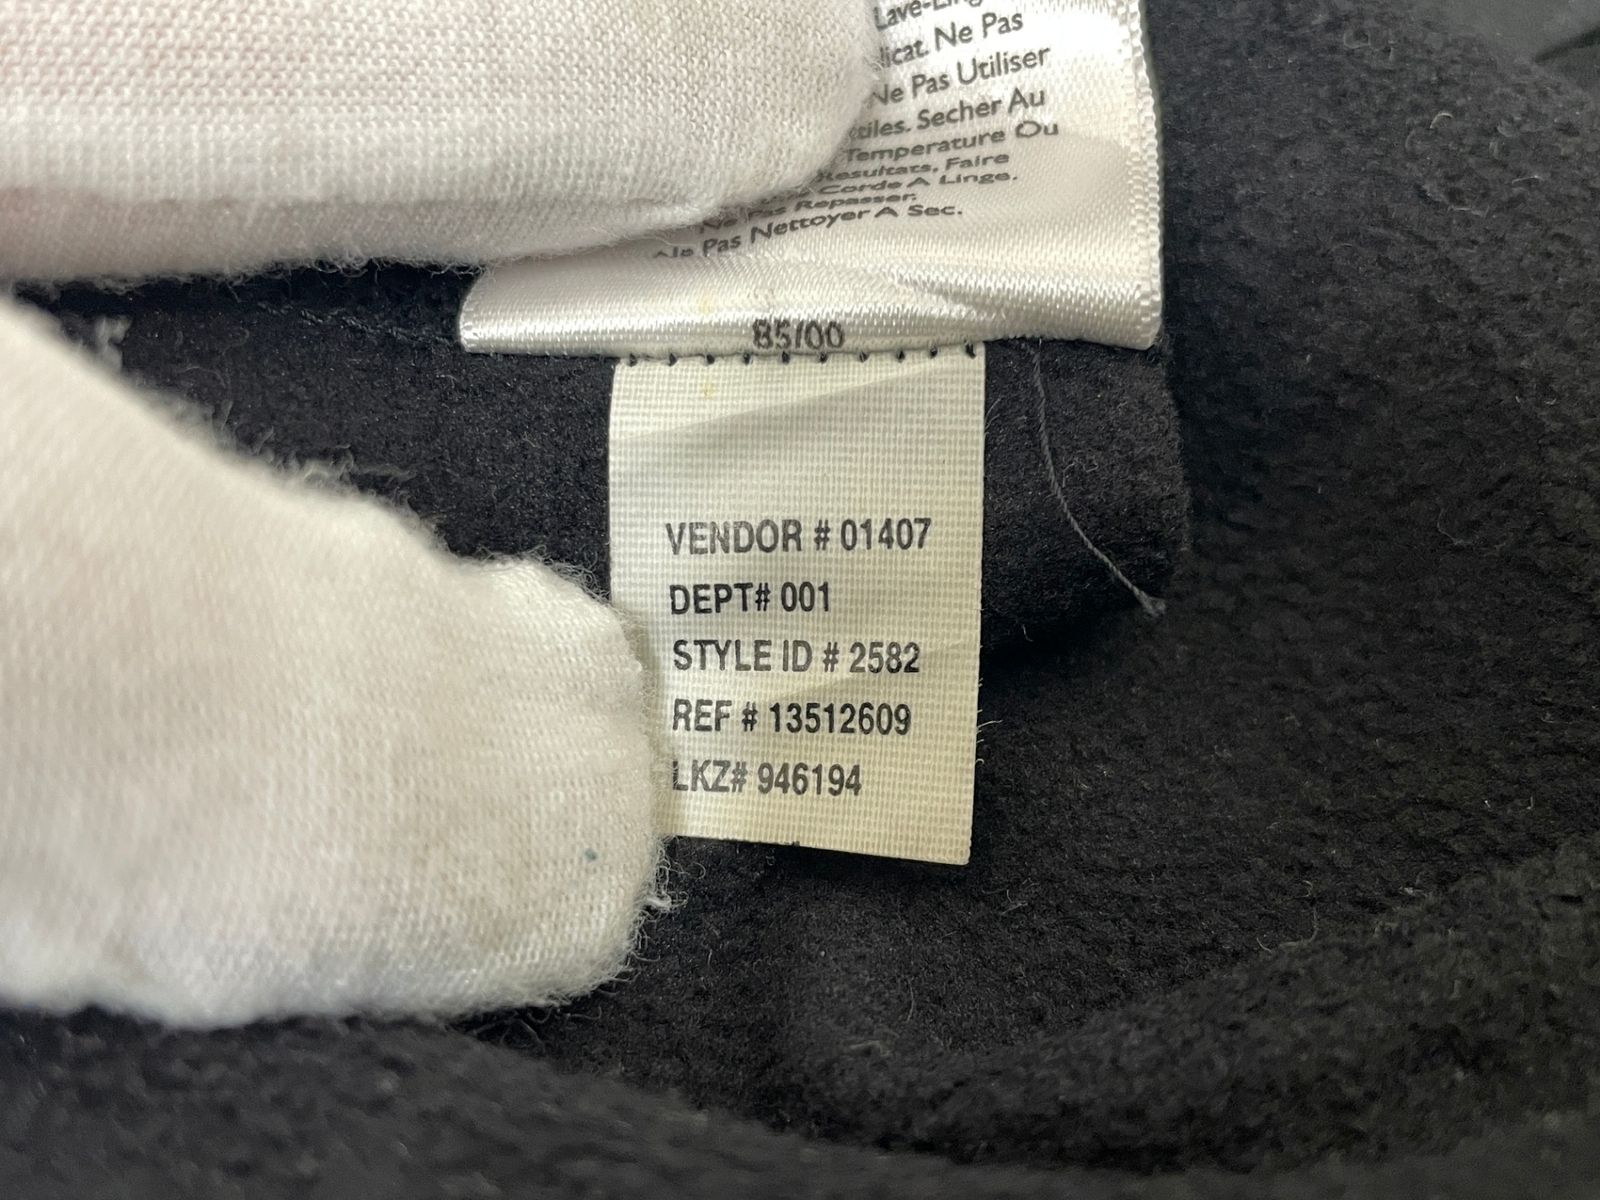 Lave-Ling
licat. Ne Pas
Ne Pas Utiliser
tiles. Secher Au
Temperature Ou
Resultats, Faire
Corde A Linge.
Ne Pas Repasser.
Ne Pas Nettoyer A Sec.
85/00
VENDOR # 01407
DEPT# 001
STYLE ID # 2582
REF # 13512609
LKZ# 946194